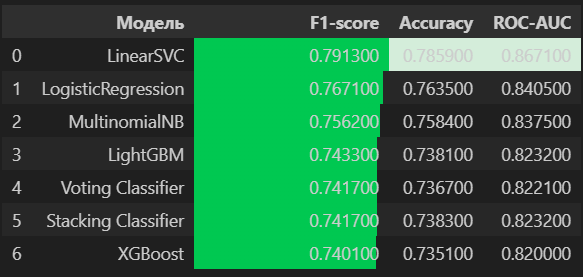 Модель F1-score Accuracy ROC-AUC
0 LinearSVC 0.791300 0.785900 0.867100
1 LogisticRegression 0.767100 0.763500 0.840500
2 MultinomialNB 0.756200 0.758400 0.837500
3 LightGBM 0.743300 0.738100 0.823200
4 Voting Classifier 0.741700 0.736700 0.822100
5 Stacking Classifier 0.741700 0.738300 0.823200
6 XGBoost 0.740100 0.735100 0.820000